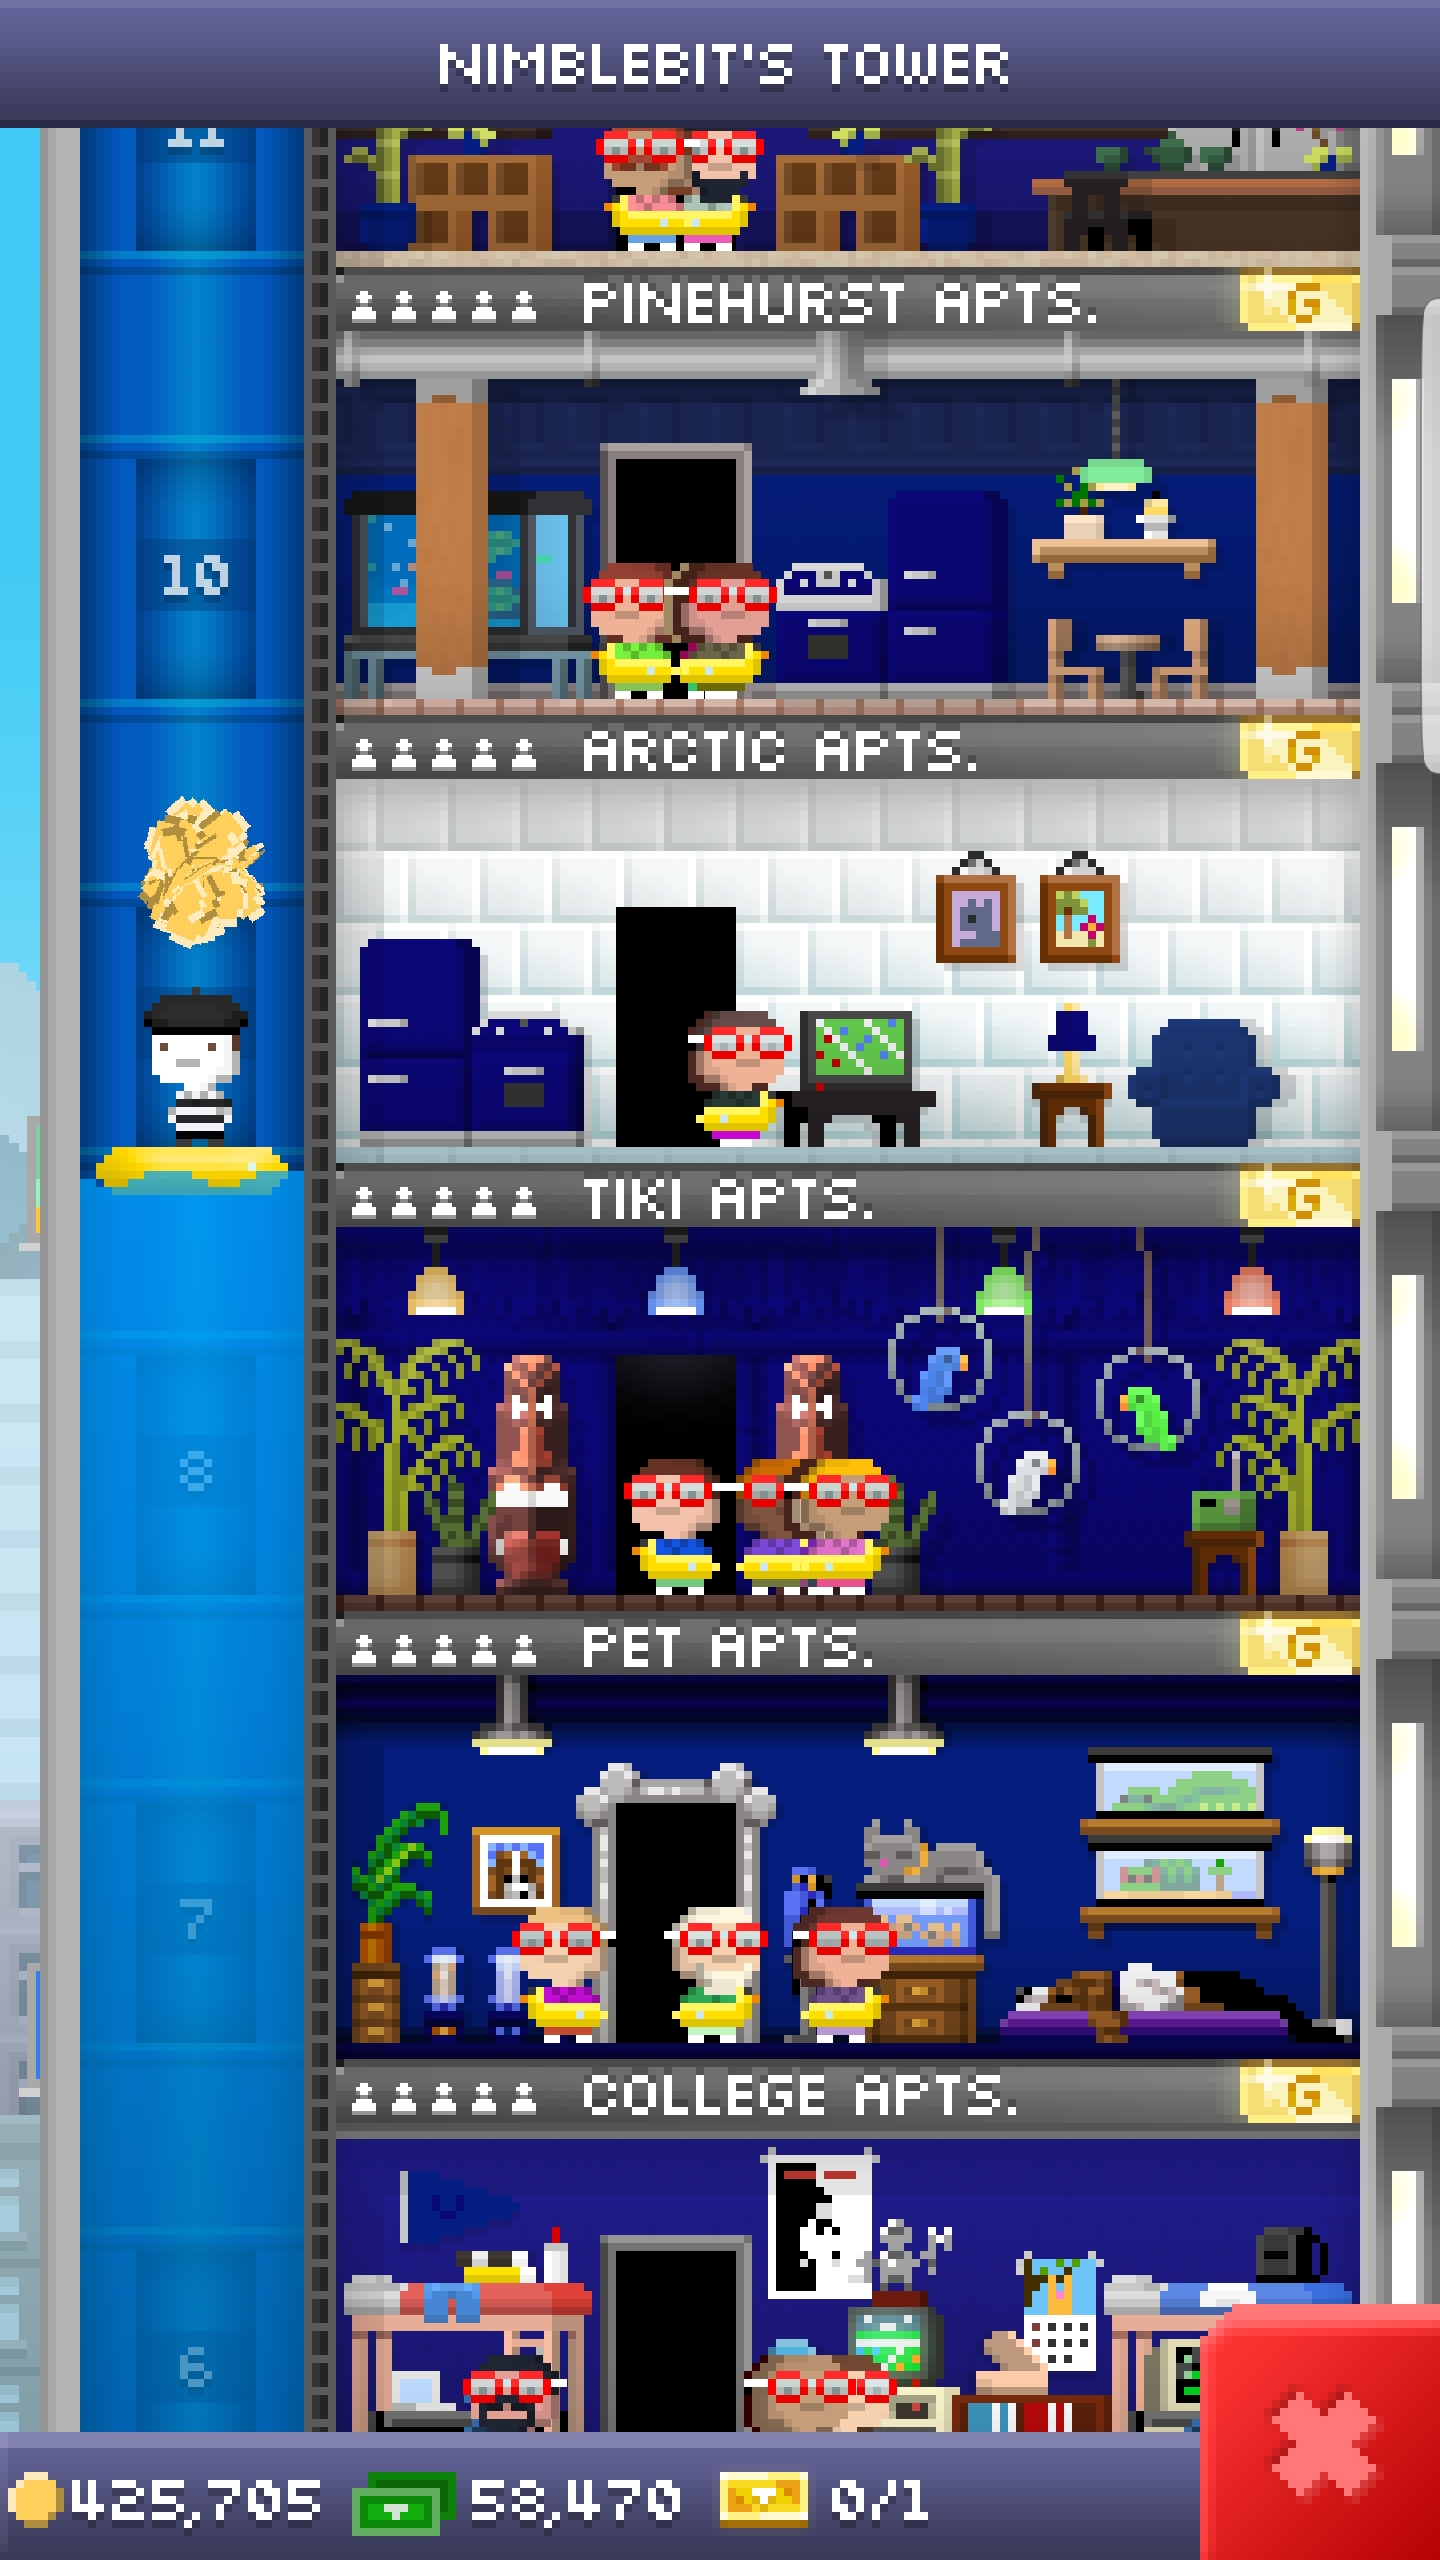 NIMBLEBIT'S TOWER
11
PINEHURST APTS.
G
10
ARCTIC APTS.
G
TIKI APTS.
G
8
PET APTS.
G
7
COLLEGE APTS.
G
6
425,705 58,470 0/1